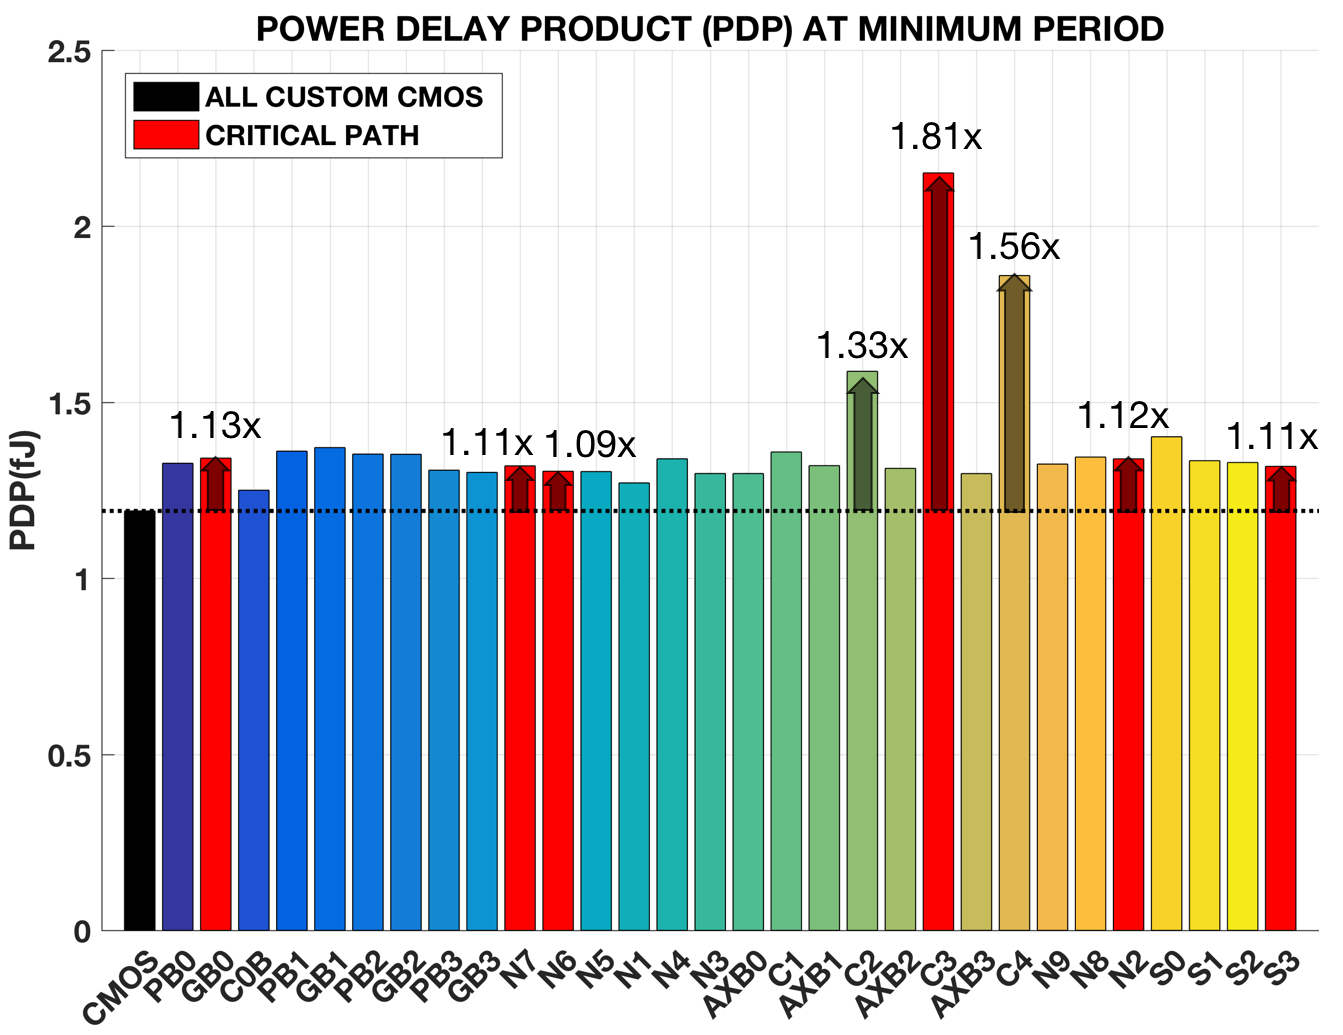 POWER DELAY PRODUCT (PDP) AT MINIMUM PERIOD
2.5
2
1.5
1
0.5
0
PDP(fJ)
ALL CUSTOM CMOS
CRITICAL PATH
1.13x
1.11x
1.09x
1.33x
1.81x
1.56x
1.12x
1.11x
CMOS
PB0
GB0
C0B
PB1
GB1
PB2
GB2
PB3
GB3
N7
N6
N5
N1
N4
N3
AXB0
C1
AXB1
C2
AXB2
C3
AXB3
C4
N9
N8
N2
S0
S1
S2
S3